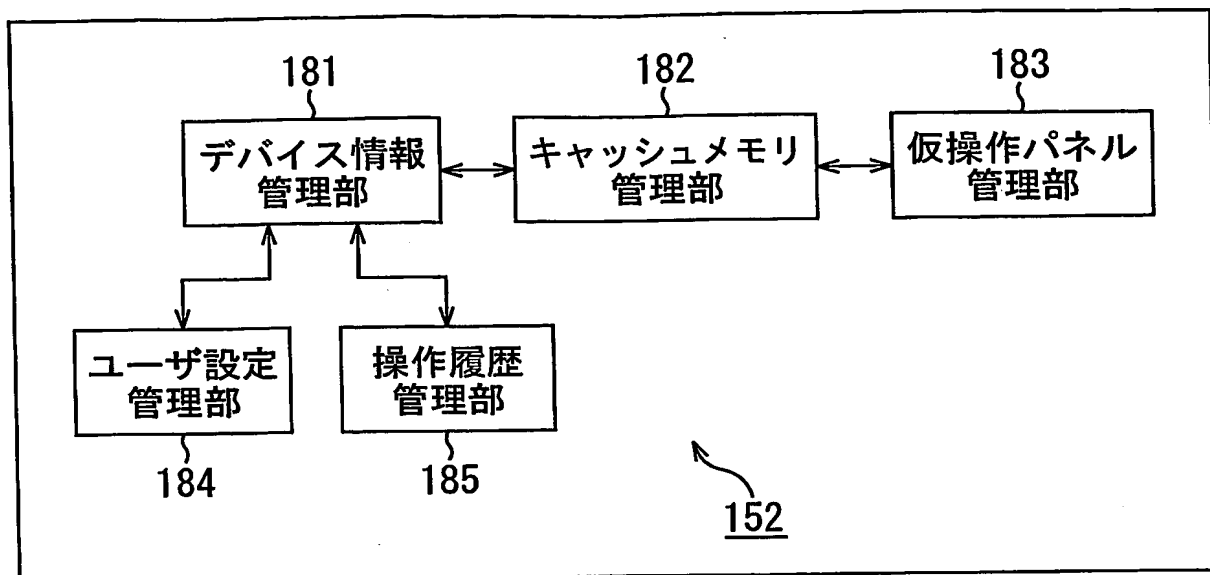 181
182
183
デバイス情報
管理部
キャッシュメモリ
管理部
仮操作パネル
管理部
ユーザ設定
管理部
操作履歴
管理部
184
185
152